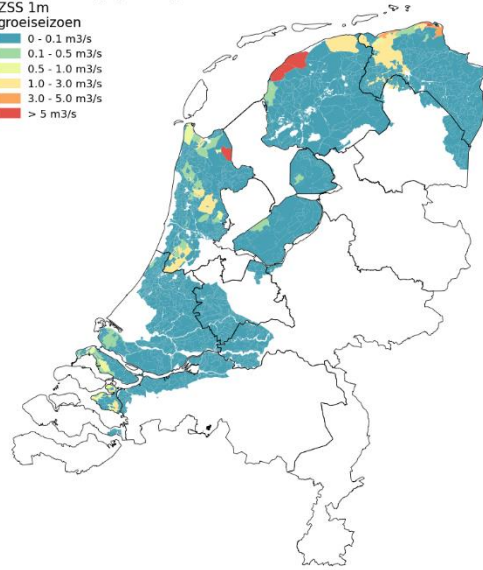 ZSS 1m
groeiseizoen
0 - 0.1 m3/s
0.1 - 0.5 m3/s
0.5 - 1.0 m3/s
1.0 - 3.0 m3/s
3.0 - 5.0 m3/s
> 5 m3/s